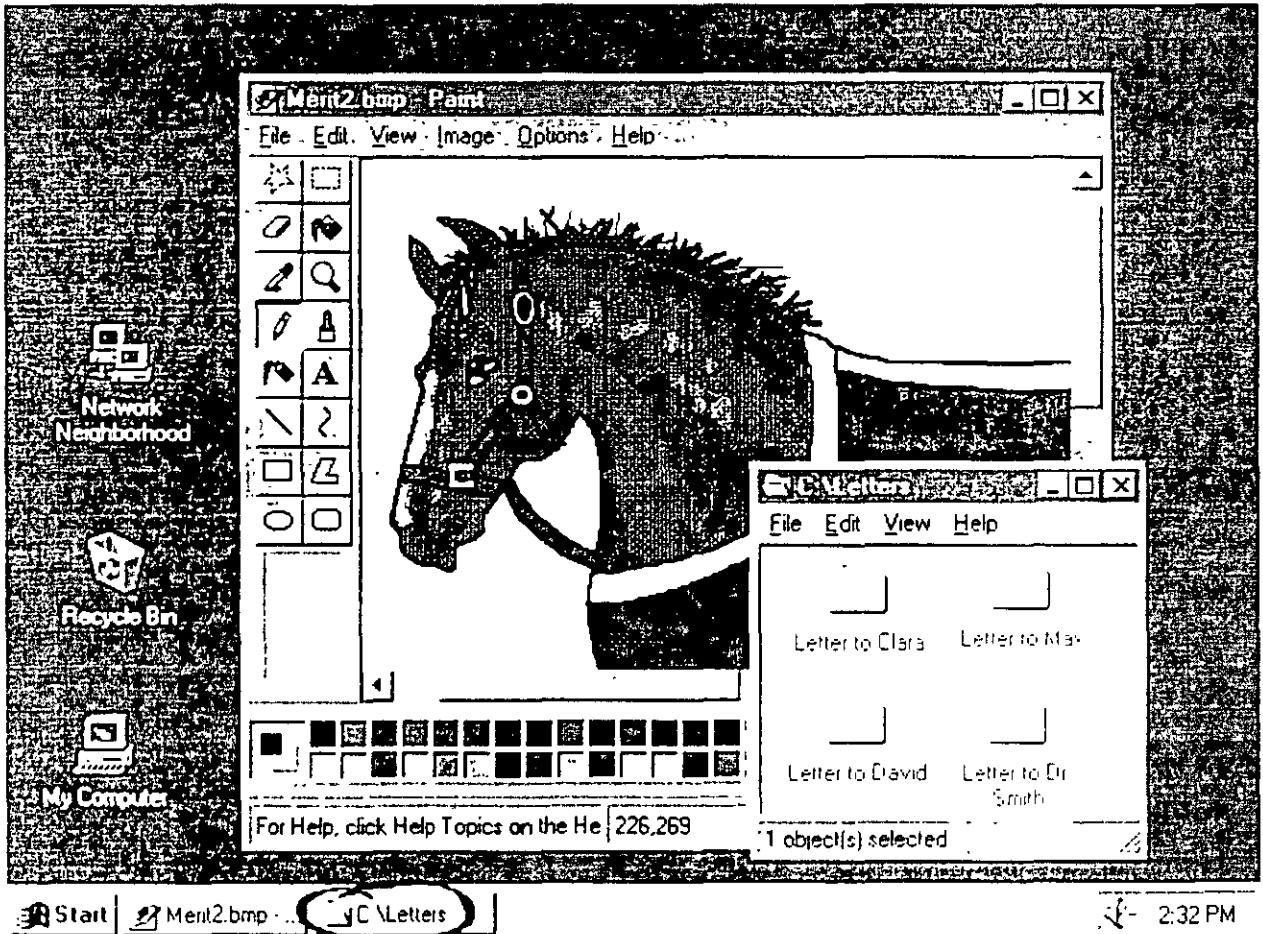 Merit2.bmp - Paint
File Edit View Image Options Help
A
Network
Neighborhood
C:\Letters
File Edit View Help
Recycle Bin
Letter to Clara
Letter to Max
My Computer
Letter to David
Letter to Dr
Smith
For Help, click Help Topics on the He
226,269
1 object(s) selected
Start
Merit2.bmp - ...
C:\Letters
2:32 PM